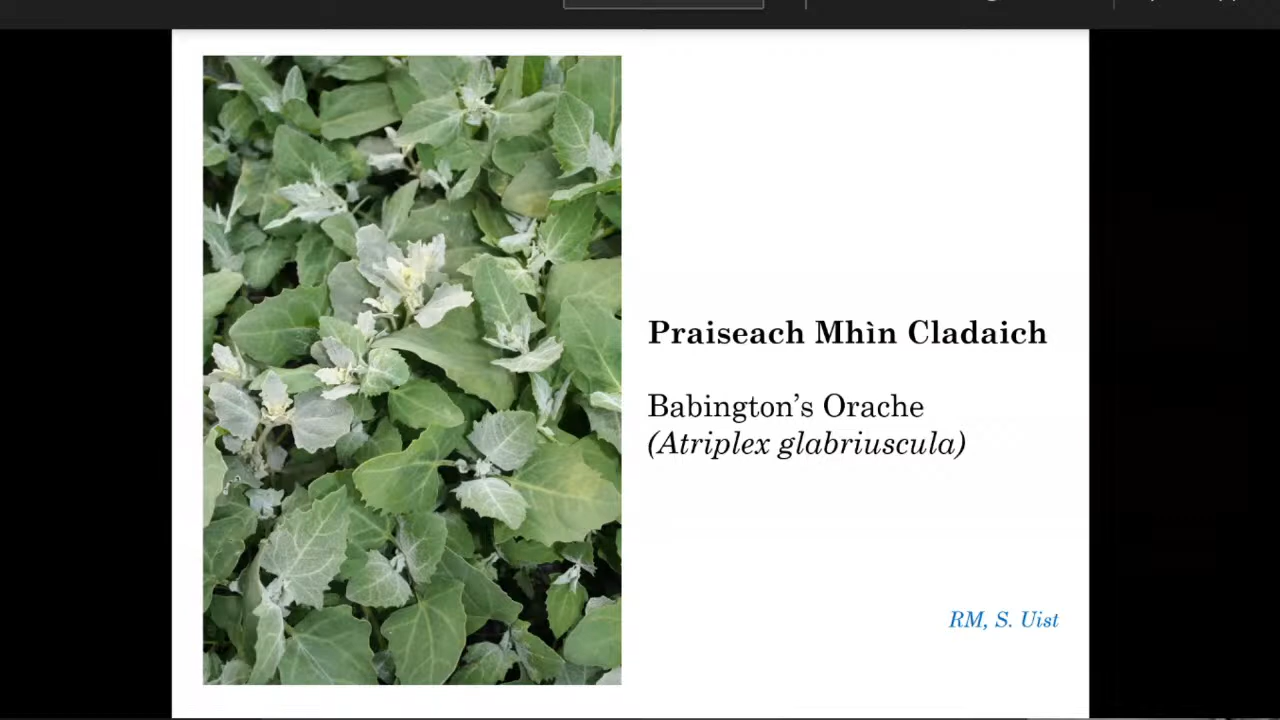 Praiseach Mhìn Cladaich
Babington’s Orache
(Atriplex glabriuscula)
RM, S. Uist